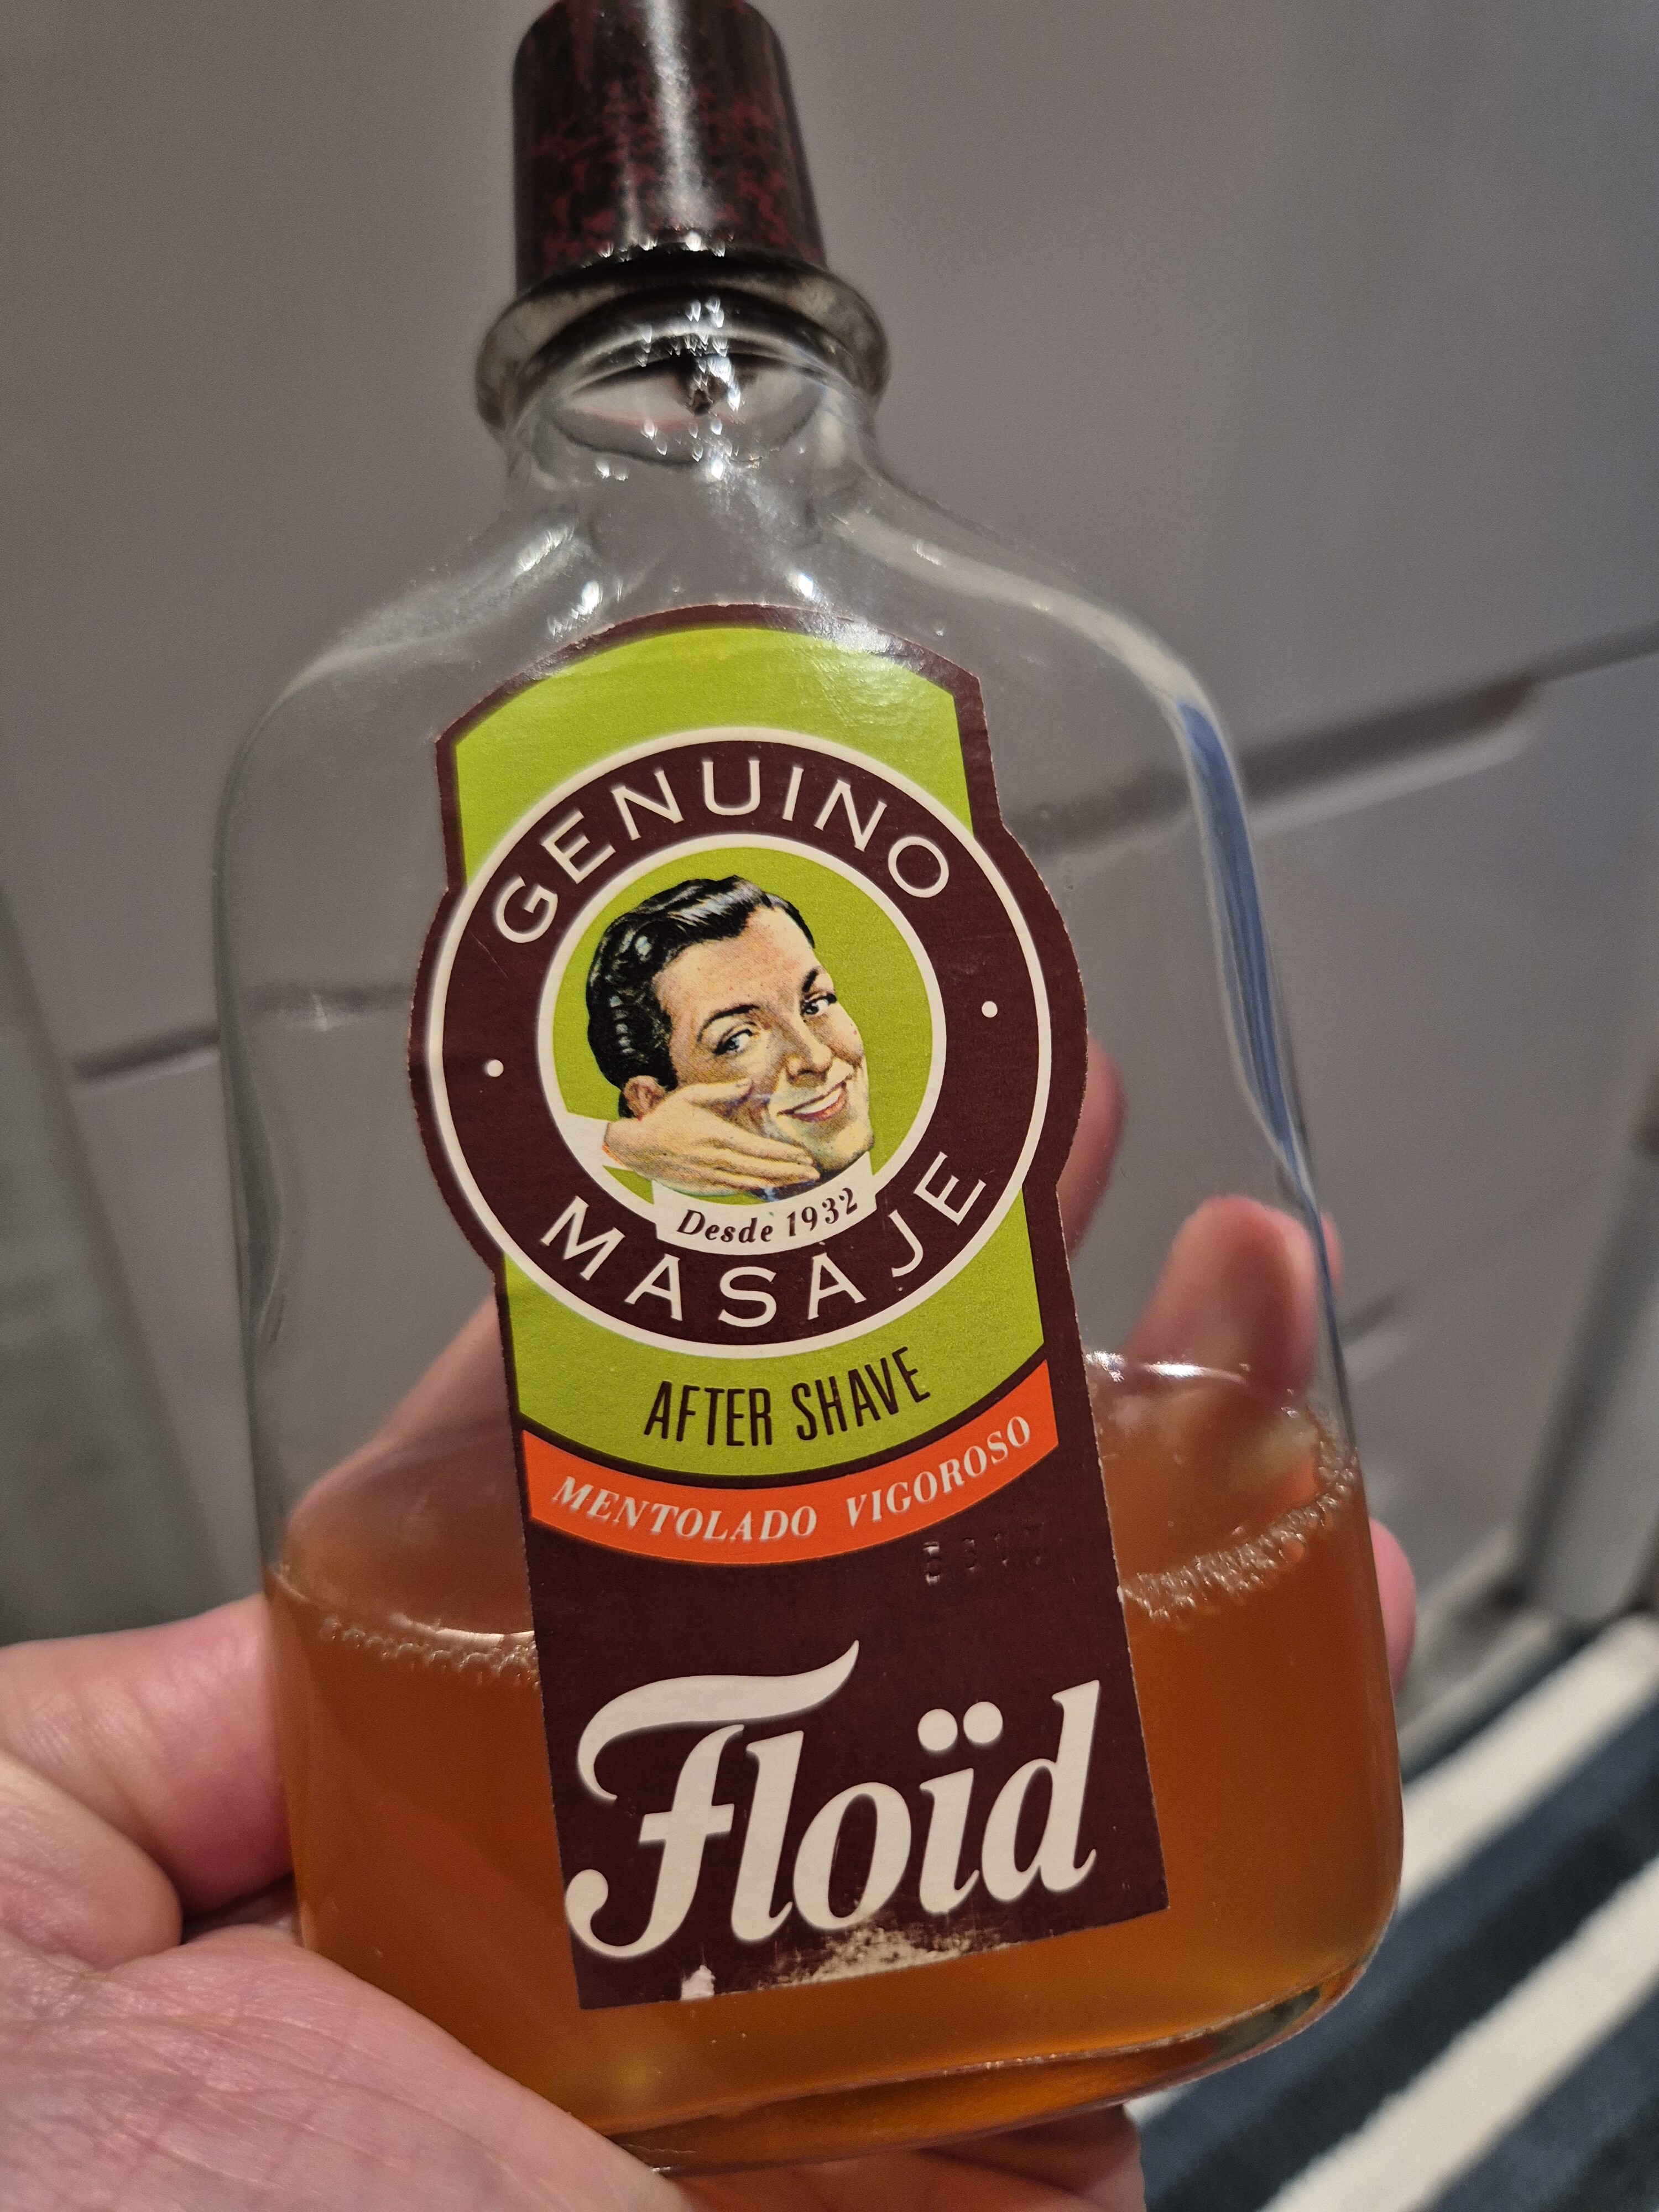 GENUINO
Desde 1932
MASAJE
AFTER SHAVE
MENTOLADO VIGOROSO
Floïd